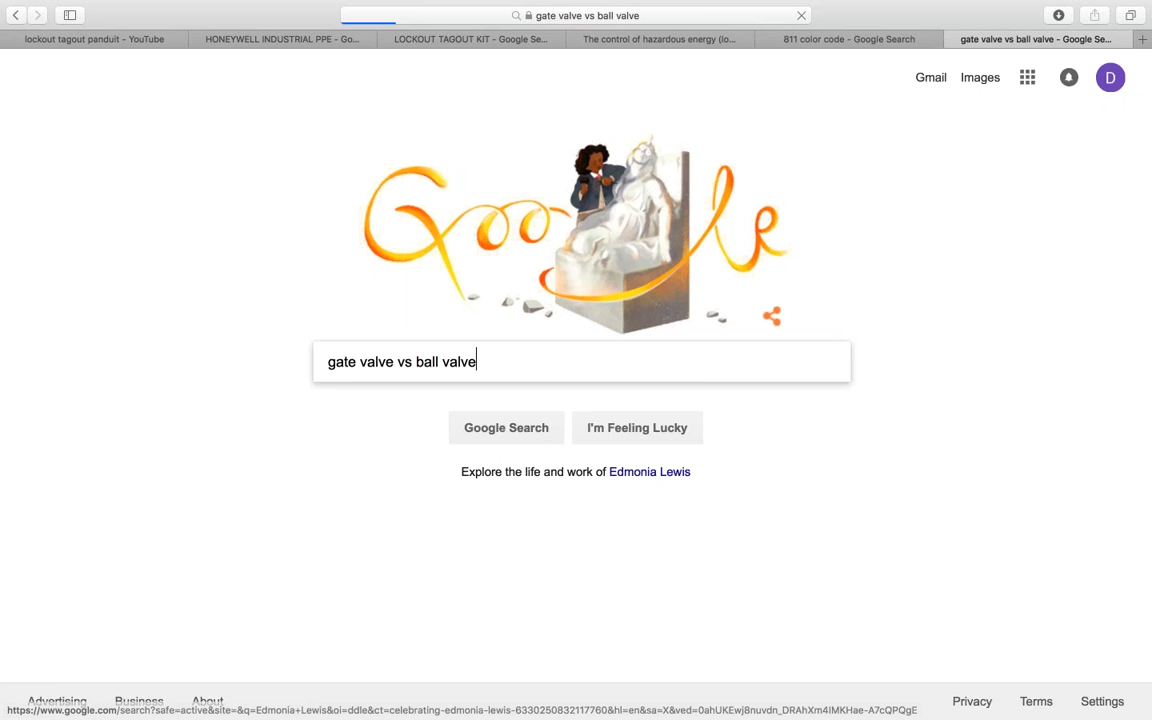 gate valve vs ball valve
lockout tagout panduit - YouTube
HONEYWELL INDUSTRIAL PPE - Go...
LOCKOUT TAGOUT KIT - Google Se...
The control of hazardous energy (lo...
811 color code - Google Search
gate valve vs ball valve - Google Se...
Gmail Images D
Google
gate valve vs ball valve
Google Search I'm Feeling Lucky
Explore the life and work of Edmonia Lewis
Advertising Business About Privacy Terms Settings
https://www.google.com/search?safe=active&site=&q=Edmonia+Lewis&oi=ddle&ct=celebrating-edmonia-lewis-6330250832117760&hl=en&sa=X&ved=0ahUKEwj8nuvdn_DRAhXm4IMKHae-A7cQPQgE